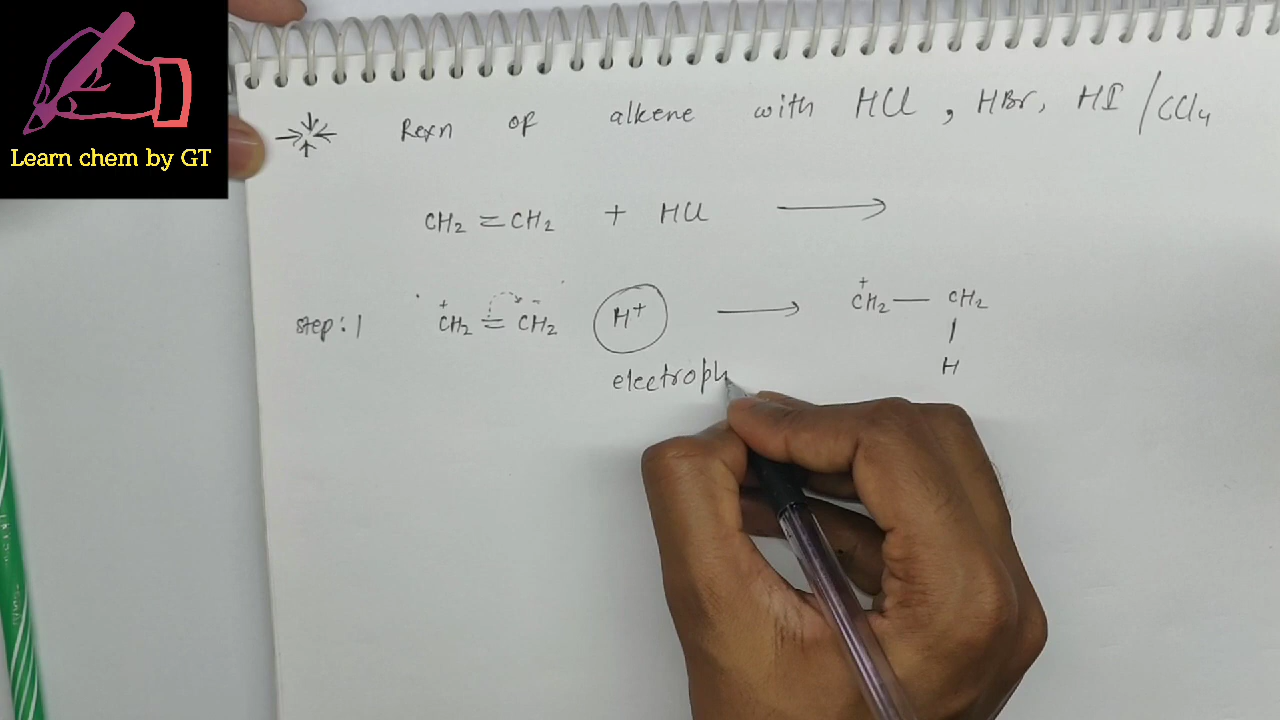 Learn chem by GT
Rexn of alkene with HCl, HBr, HI / CCl4
CH2 = CH2 + HCl ⟶
step: 1 +CH2 = CH2− H+ ⟶ +CH2 — CH2
|
H
electroph